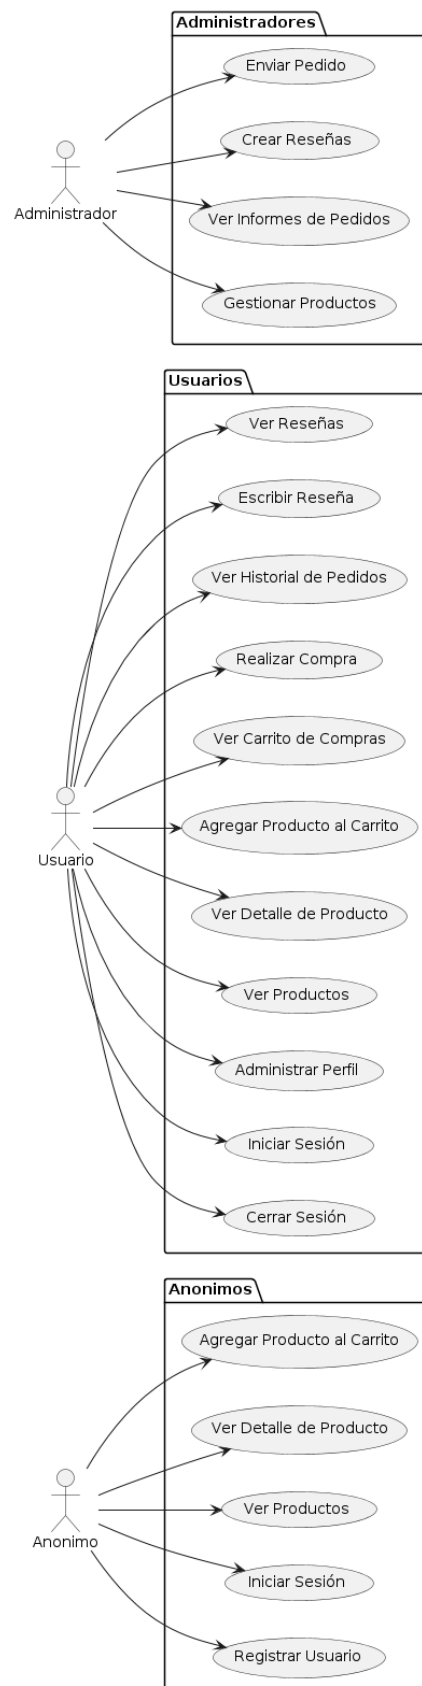 Administradores
Enviar Pedido
Crear Reseñas
Administrador
Ver Informes de Pedidos
Gestionar Productos
Usuarios
Ver Reseñas
Escribir Reseña
Ver Historial de Pedidos
Realizar Compra
Ver Carrito de Compras
Agregar Producto al Carrito
Usuario
Ver Detalle de Producto
Ver Productos
Administrar Perfil
Iniciar Sesión
Cerrar Sesión
Anonimos
Agregar Producto al Carrito
Ver Detalle de Producto
Ver Productos
Anonimo
Iniciar Sesión
Registrar Usuario